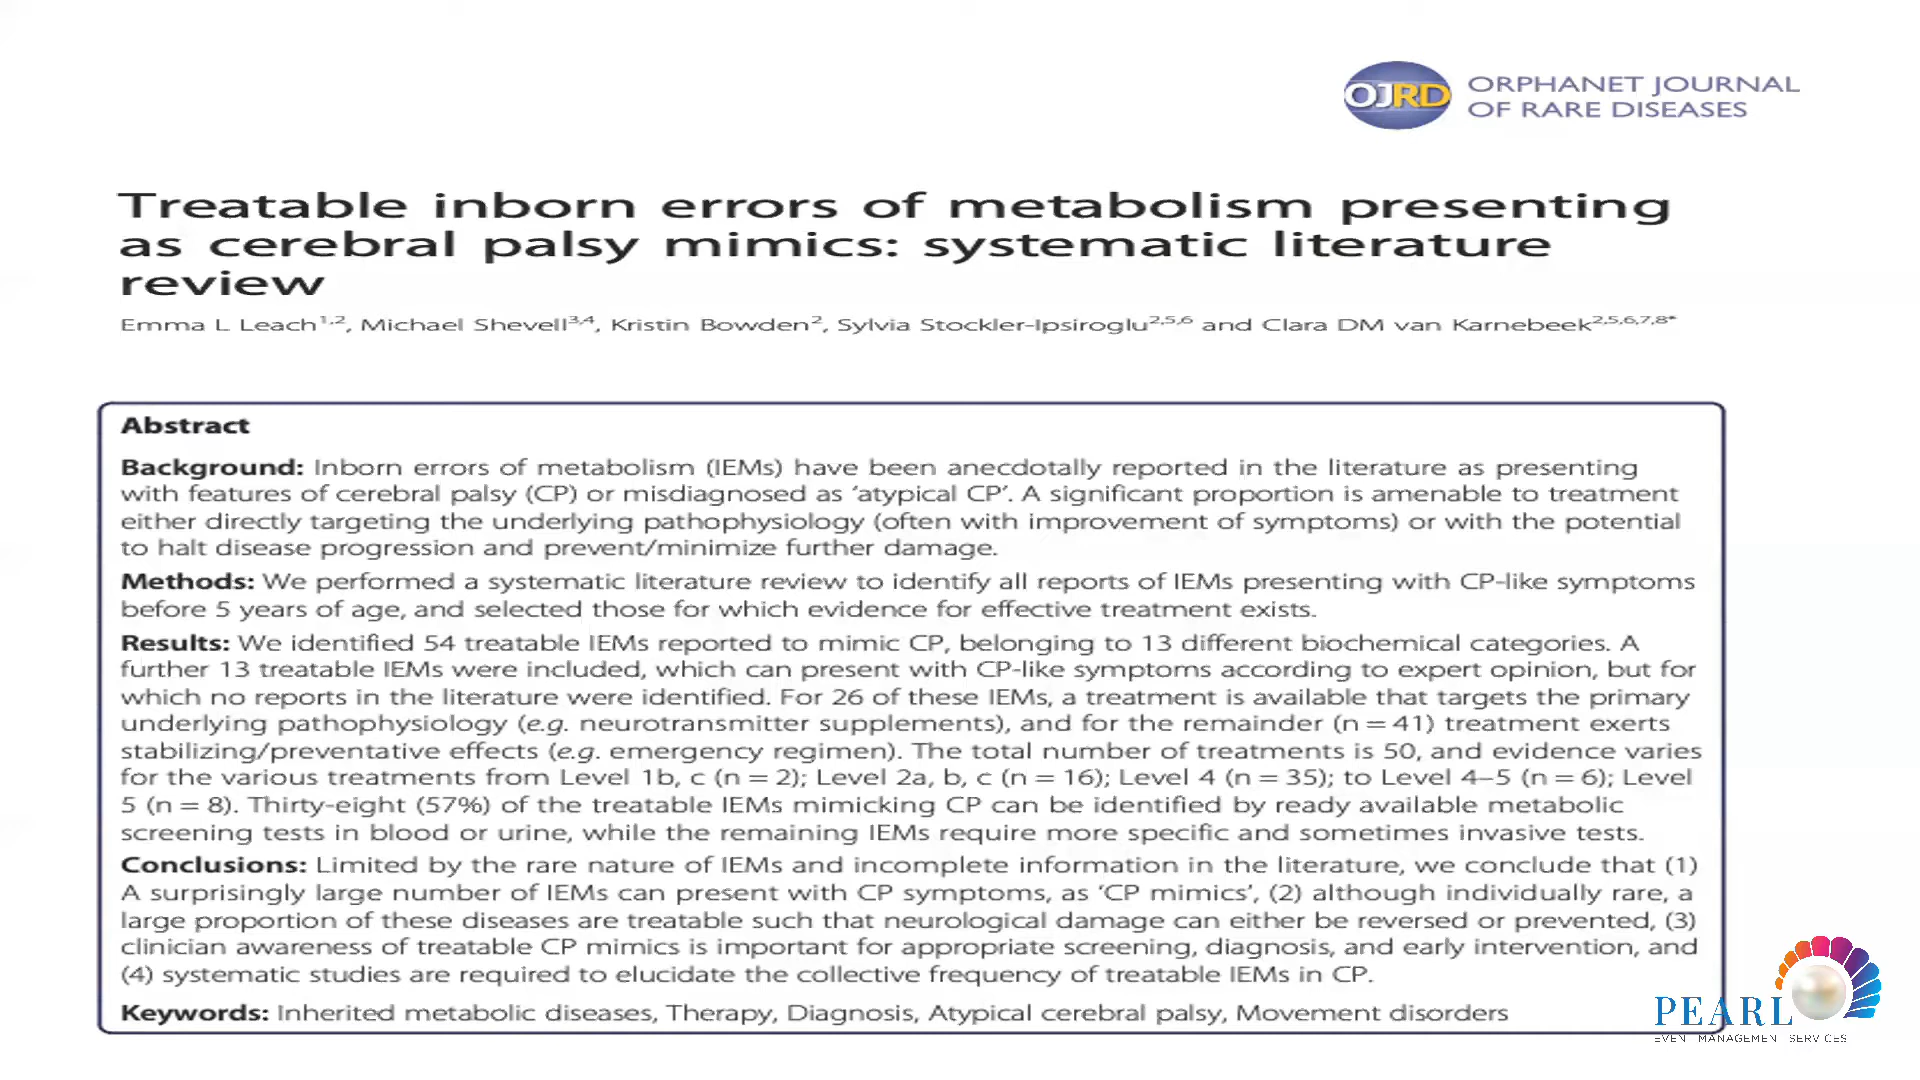 OJRD ORPHANET JOURNAL
OF RARE DISEASES
Treatable inborn errors of metabolism presenting
as cerebral palsy mimics: systematic literature
review
Emma L Leach1,2, Michael Shevell3,4, Kristin Bowden2, Sylvia Stockler-Ipsiroglu2,5,6 and Clara DM van Karnebeek2,5,6,7,8*
Abstract
Background: Inborn errors of metabolism (IEMs) have been anecdotally reported in the literature as presenting
with features of cerebral palsy (CP) or misdiagnosed as ‘atypical CP’. A significant proportion is amenable to treatment
either directly targeting the underlying pathophysiology (often with improvement of symptoms) or with the potential
to halt disease progression and prevent/minimize further damage.
Methods: We performed a systematic literature review to identify all reports of IEMs presenting with CP-like symptoms
before 5 years of age, and selected those for which evidence for effective treatment exists.
Results: We identified 54 treatable IEMs reported to mimic CP, belonging to 13 different biochemical categories. A
further 13 treatable IEMs were included, which can present with CP-like symptoms according to expert opinion, but for
which no reports in the literature were identified. For 26 of these IEMs, a treatment is available that targets the primary
underlying pathophysiology (e.g. neurotransmitter supplements), and for the remainder (n = 41) treatment exerts
stabilizing/preventative effects (e.g. emergency regimen). The total number of treatments is 50, and evidence varies
for the various treatments from Level 1b, c (n = 2); Level 2a, b, c (n = 16); Level 4 (n = 35); to Level 4–5 (n = 6); Level
5 (n = 8). Thirty-eight (57%) of the treatable IEMs mimicking CP can be identified by ready available metabolic
screening tests in blood or urine, while the remaining IEMs require more specific and sometimes invasive tests.
Conclusions: Limited by the rare nature of IEMs and incomplete information in the literature, we conclude that (1)
A surprisingly large number of IEMs can present with CP symptoms, as ‘CP mimics’, (2) although individually rare, a
large proportion of these diseases are treatable such that neurological damage can either be reversed or prevented, (3)
clinician awareness of treatable CP mimics is important for appropriate screening, diagnosis, and early intervention, and
(4) systematic studies are required to elucidate the collective frequency of treatable IEMs in CP.
Keywords: Inherited metabolic diseases, Therapy, Diagnosis, Atypical cerebral palsy, Movement disorders
PEARL
EVENT MANAGEMENT SERVICES